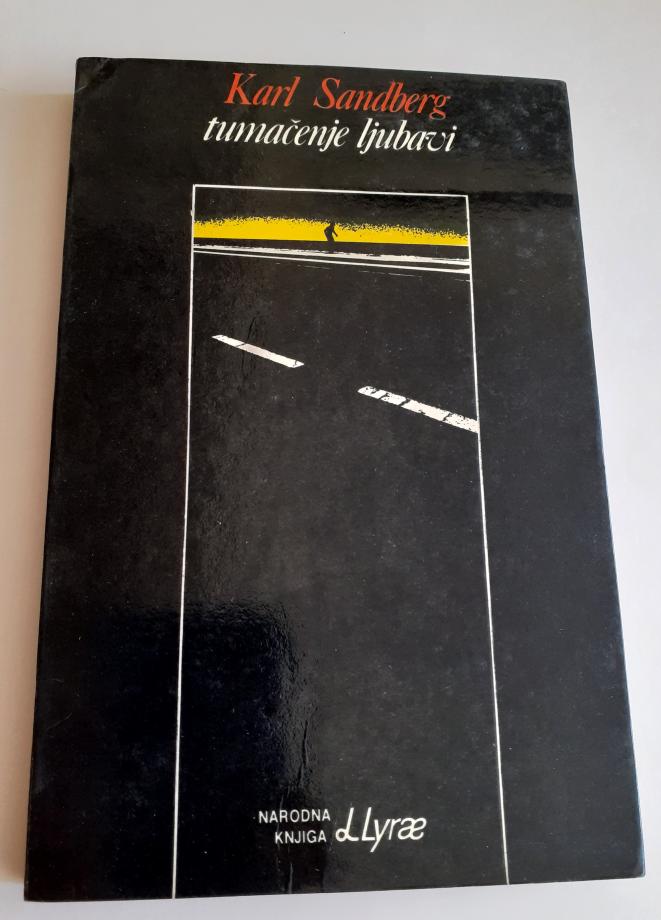 Karl Sandberg
tumačenje ljubavi
NARODNA
KNJIGA
α Lyræ